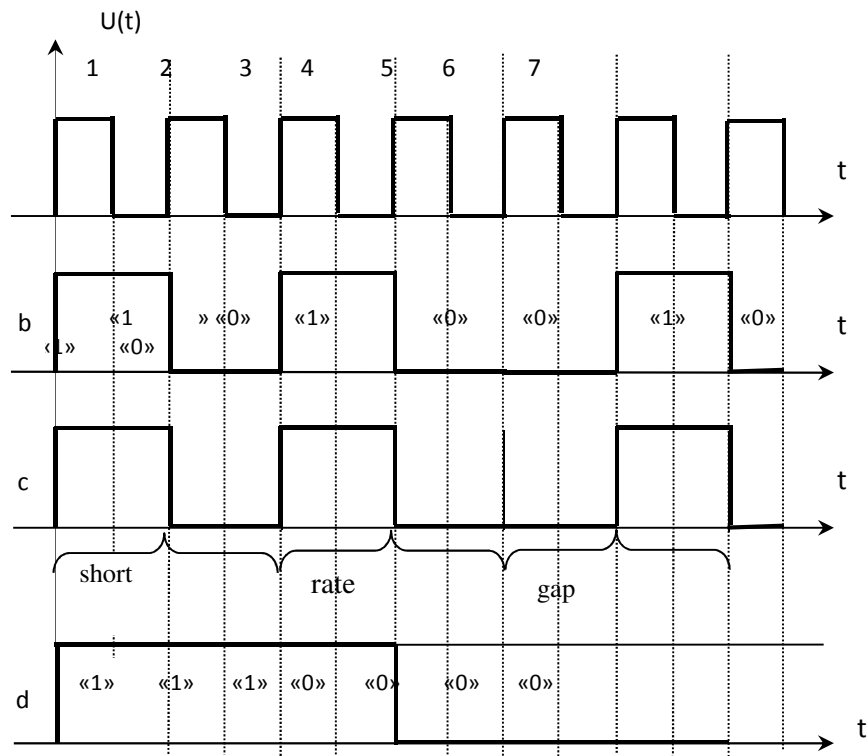 U(t)
1 2 3 4 5 6 7
t
b «1 » «0» «1» «0» «0» «1» «0» t
«1» «0»
c t
short rate gap
d «1» «1» «1» «0» «0» «0» «0» t